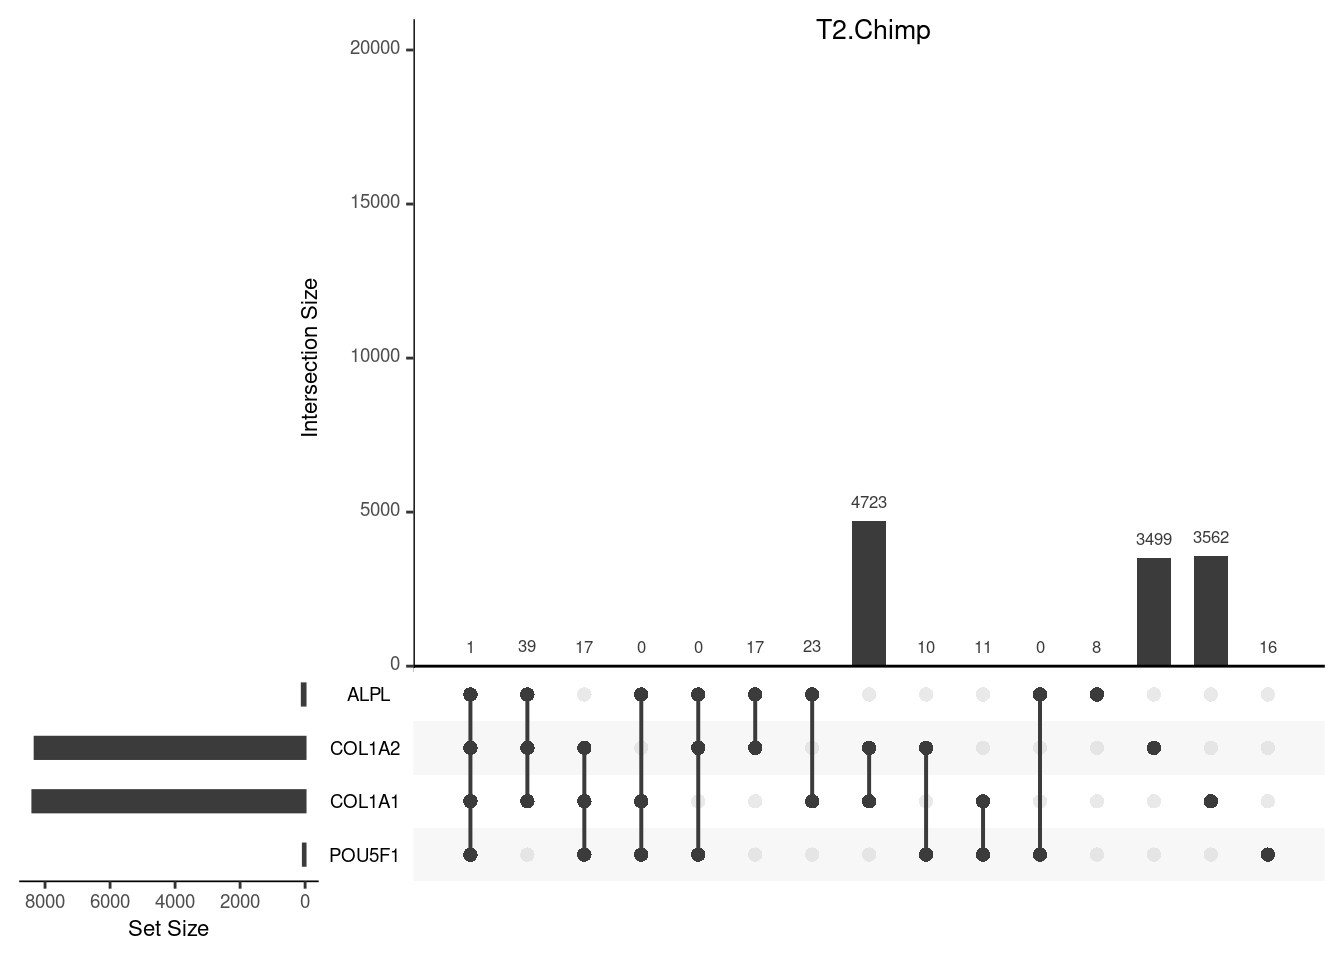 T2.Chimp
20000
15000
10000
5000
0
Intersection Size
4723
3499
3562
1 39 17 0 0 17 23 10 11 0 8 16
ALPL
COL1A2
COL1A1
POU5F1
8000 6000 4000 2000 0
Set Size